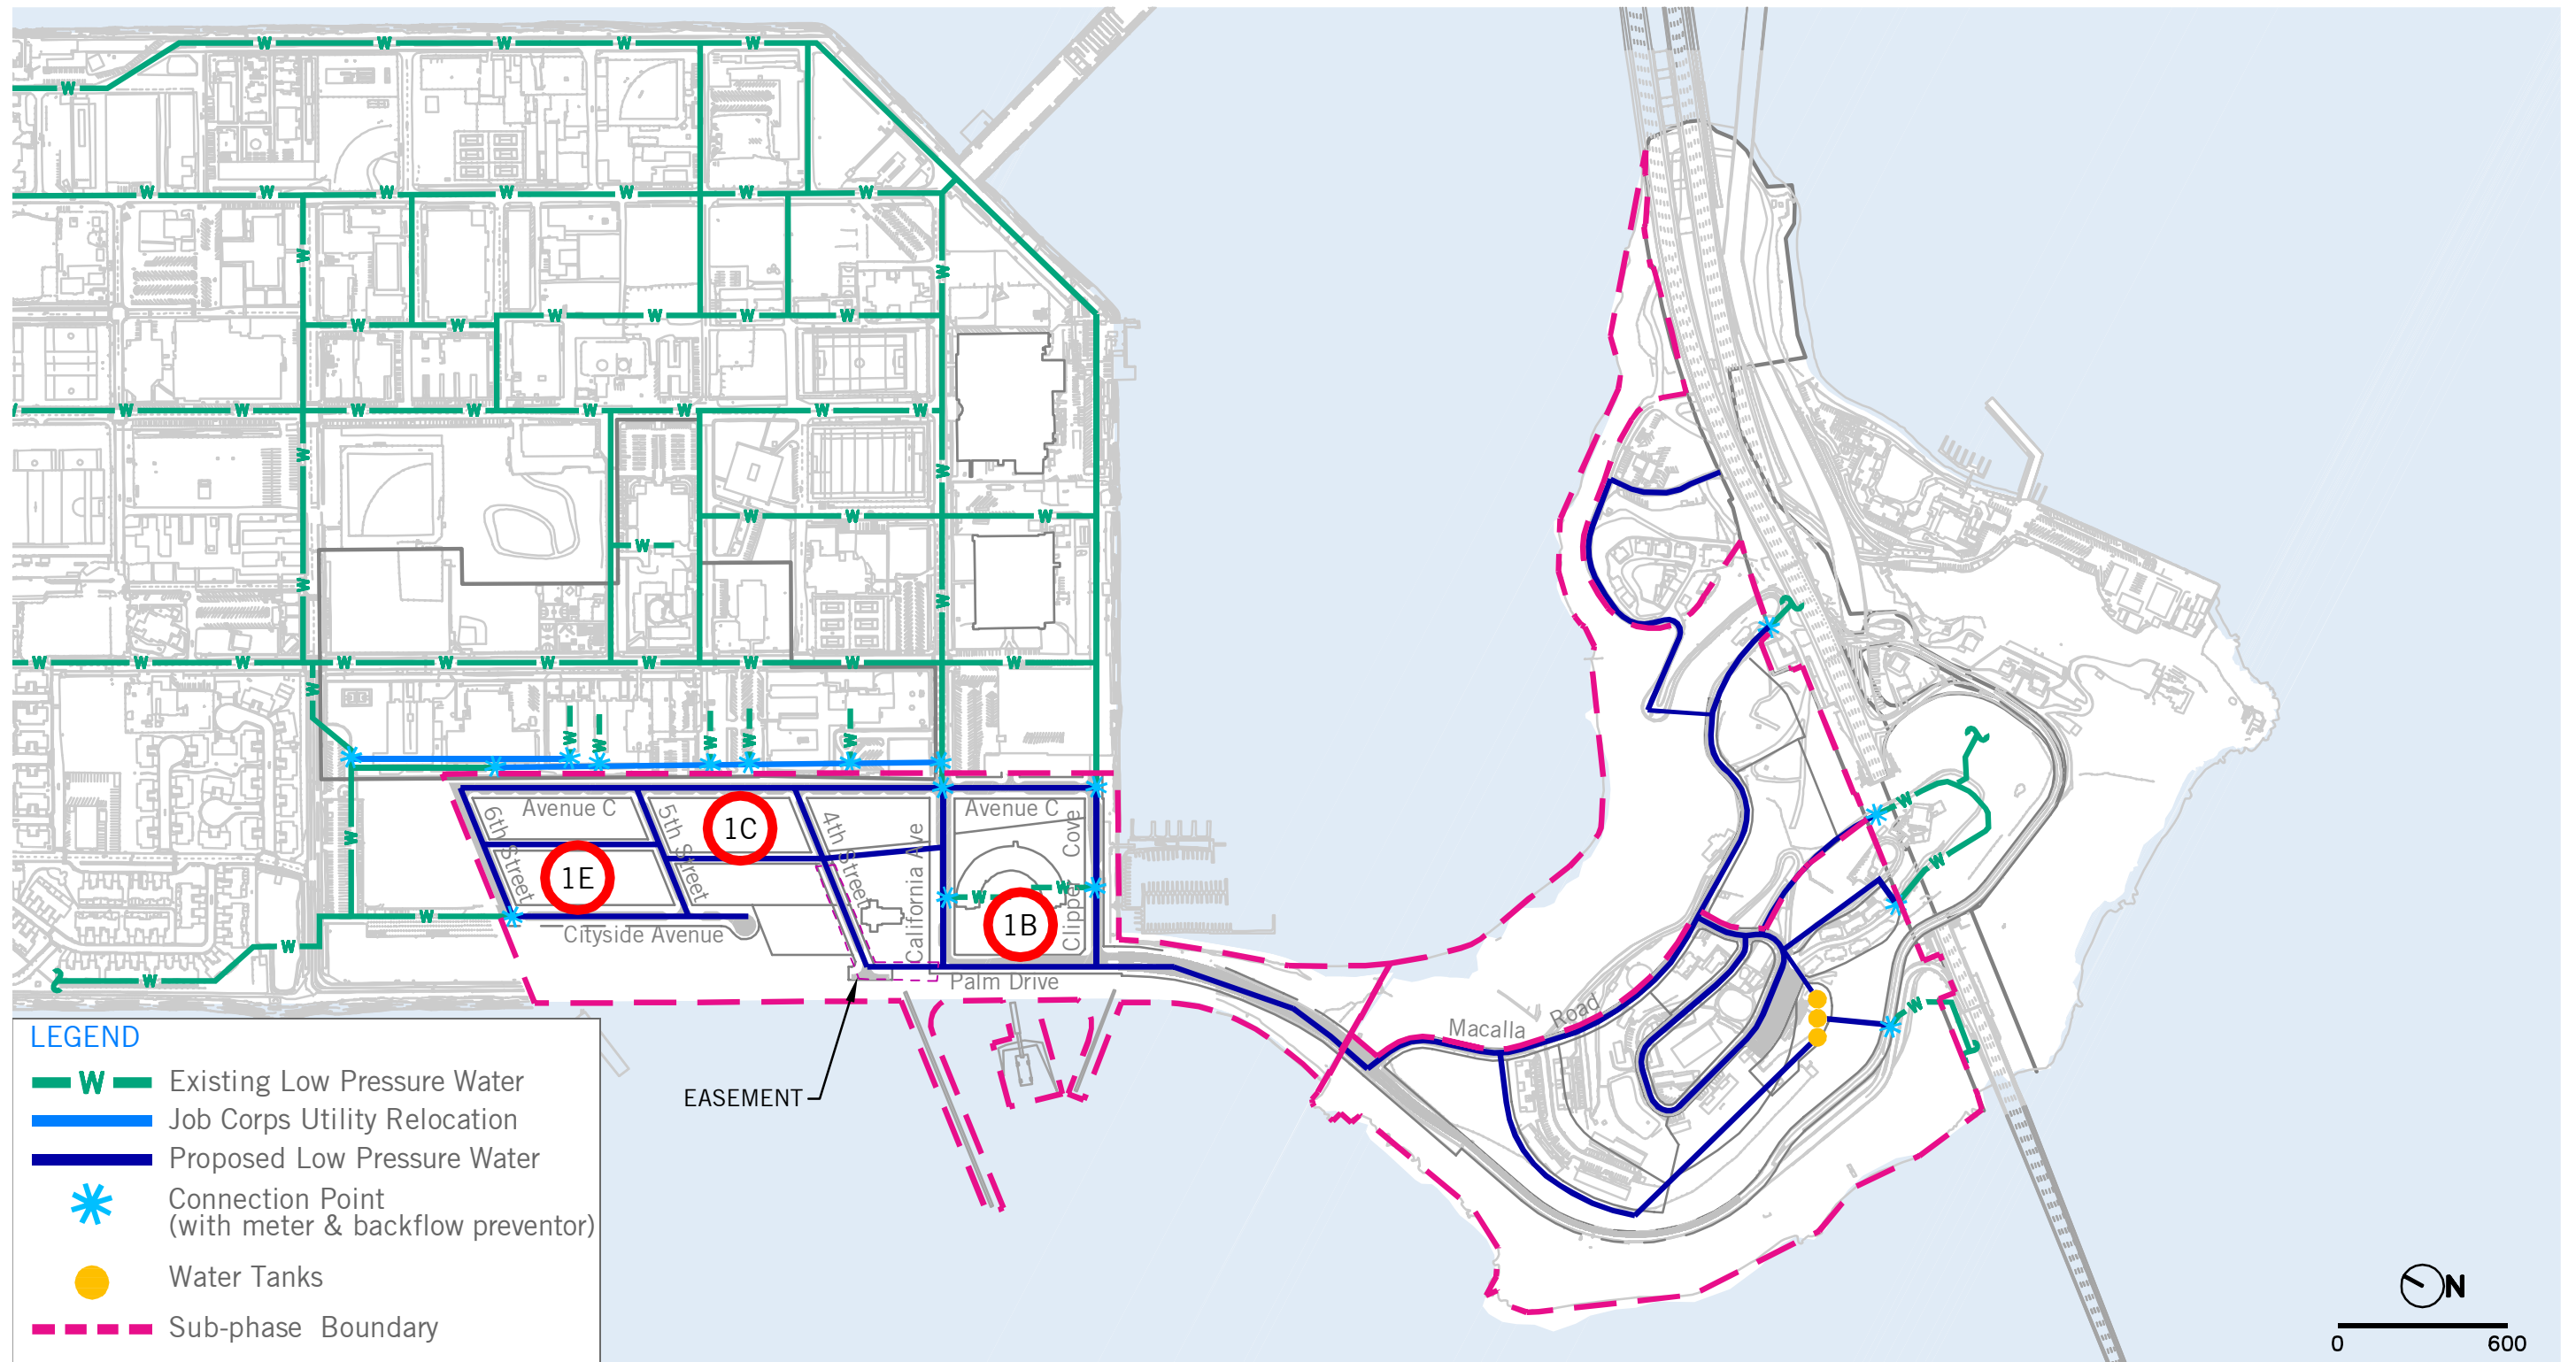 Avenue C
Avenue C
6th Street
5th Street
4th Street
California Ave
Clipper Cove
1C
1E
1B
Cityside Avenue
Palm Drive
Macalla Road
EASEMENT
LEGEND
W Existing Low Pressure Water
Job Corps Utility Relocation
Proposed Low Pressure Water
Connection Point
(with meter & backflow preventor)
Water Tanks
Sub-phase Boundary
N
0 600